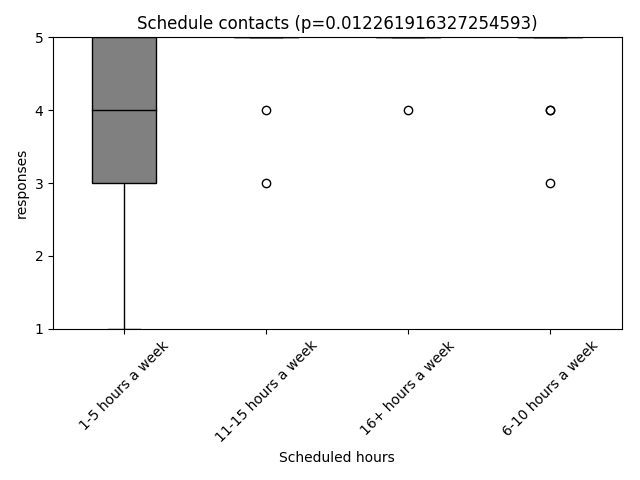 Schedule contacts (p=0.012261916327254593)
5
4
3
2
1
responses
1-5 hours a week
11-15 hours a week
16+ hours a week
6-10 hours a week
Scheduled hours